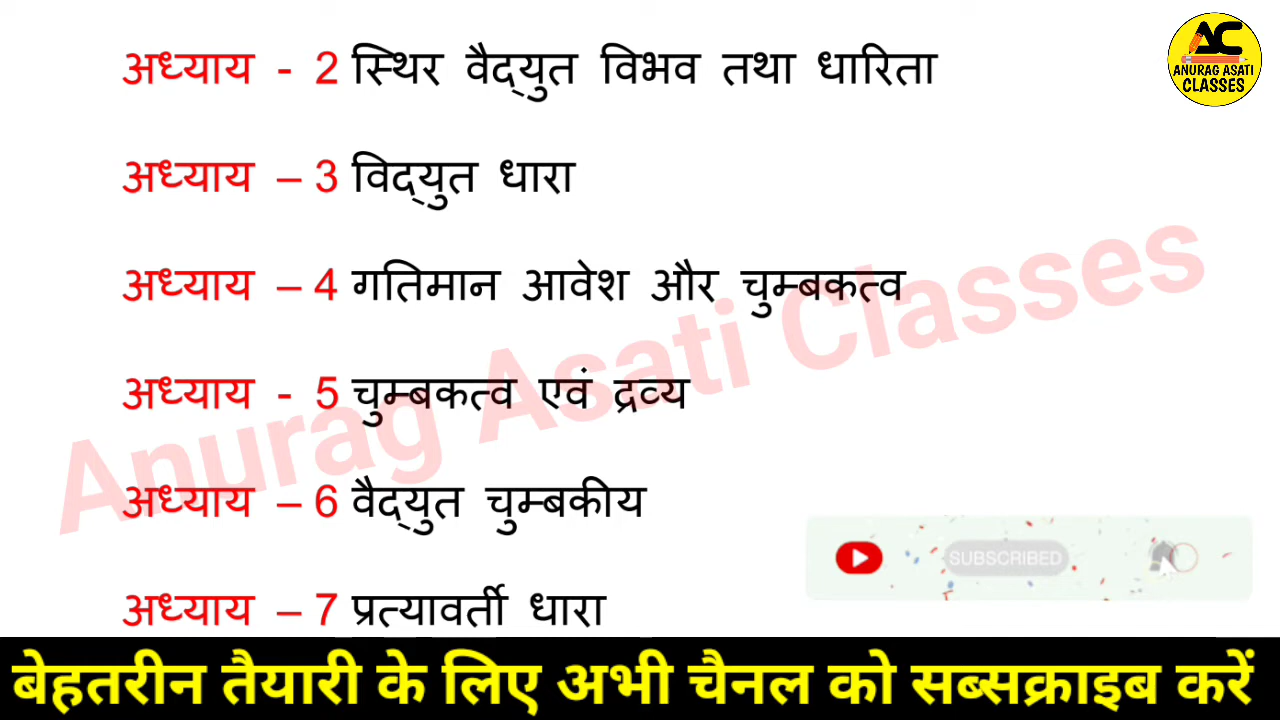 अध्याय - 2 स्थिर वैद्युत विभव तथा धारिता
AC
ANURAG ASATI
CLASSES
अध्याय – 3 विद्युत धारा
अध्याय – 4 गतिमान आवेश और चुम्बकत्व
अध्याय - 5 चुम्बकत्व एवं द्रव्य
Anurag Asati Classes
अध्याय – 6 वैद्युत चुम्बकीय
SUBSCRIBED
अध्याय – 7 प्रत्यावर्ती धारा
बेहतरीन तैयारी के लिए अभी चैनल को सब्सक्राइब करें